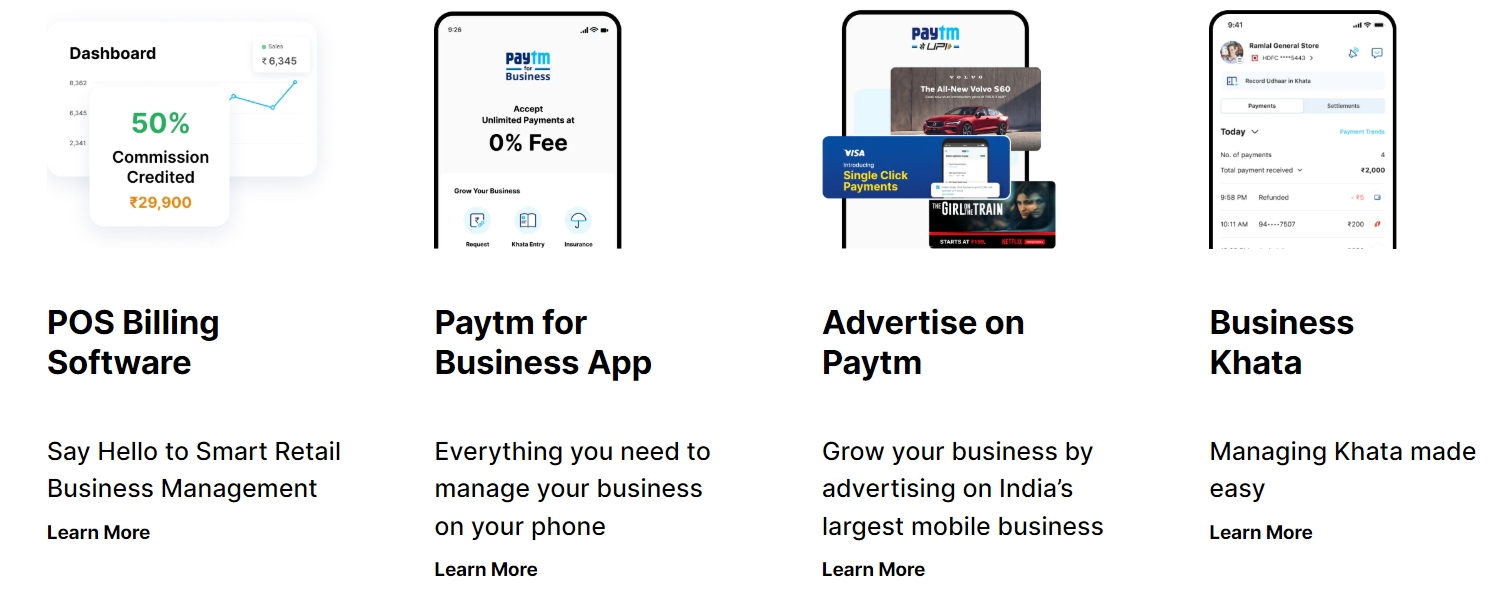 Dashboard
Sales
₹ 6,345
8,362
6,345
2,341
50%
Commission
Credited
₹29,900
POS Billing
Software
Say Hello to Smart Retail
Business Management
Learn More
9:26
paytm
for
Business
Accept
Unlimited Payments at
0% Fee
Grow Your Business
Request
Khata Entry
Insurance
Paytm for
Business App
Everything you need to
manage your business
on your phone
Learn More
paytm
UPI
VOLVO
The All-New Volvo S60
VISA
Introducing
Single Click
Payments
THE GIRL ON THE TRAIN
STARTS AT
NETFLIX
Advertise on
Paytm
Grow your business by
advertising on India’s
largest mobile business
Learn More
9:41
Ramlal General Store
HDFC ****5443
Record Udhaar in Khata
Payments
Settlements
Today
Payment Trends
No. of payments 4
Total payment received ₹2,000
9:58 PM Refunded - ₹5
10:11 AM 94••••7507 ₹200
Business
Khata
Managing Khata made
easy
Learn More